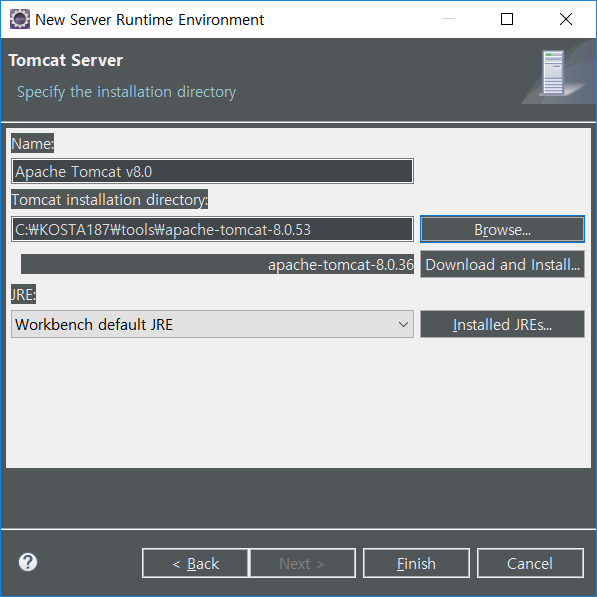 New Server Runtime Environment
Tomcat Server
Specify the installation directory
Name:
Apache Tomcat v8.0
Tomcat installation directory:
C:₩KOSTA187₩tools₩apache-tomcat-8.0.53
Browse...
apache-tomcat-8.0.36
Download and Install...
JRE:
Workbench default JRE
Installed JREs...
?
< Back
Next >
Finish
Cancel